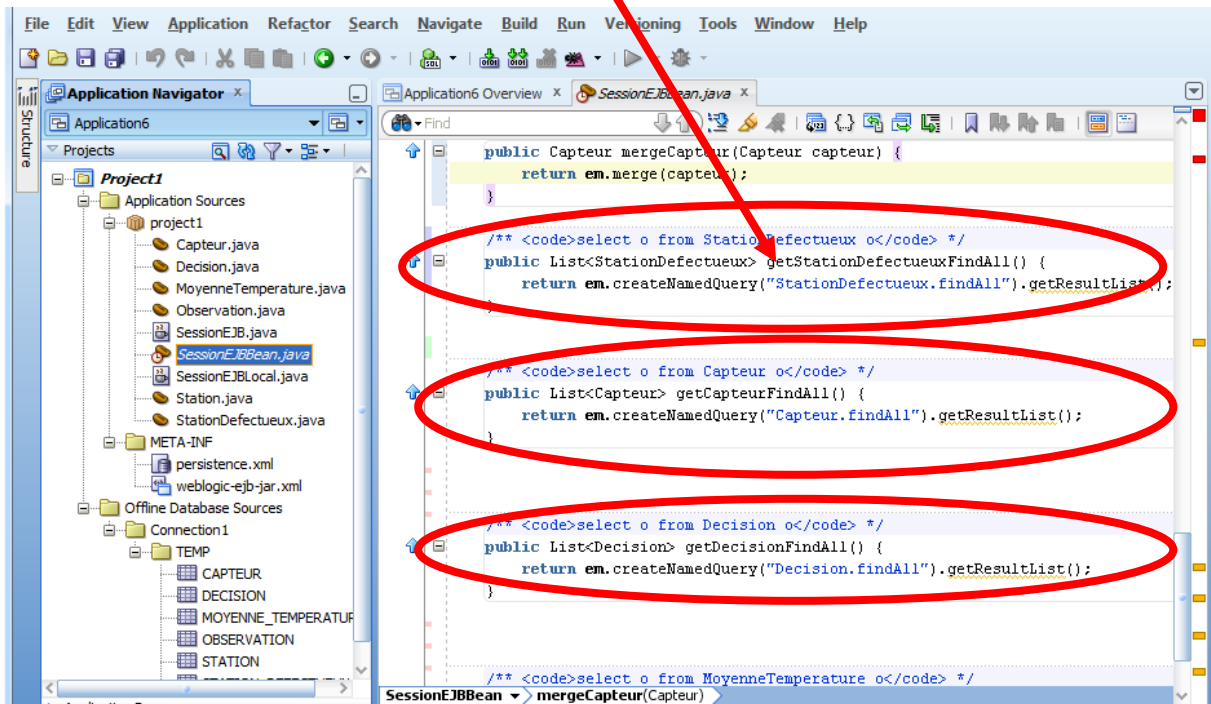 File Edit View Application Refactor Search Navigate Build Run Versioning Tools Window Help
Structure
Application Navigator
Application6
Projects
Project1
Application Sources
project1
Capteur.java
Decision.java
MoyenneTemperature.java
Observation.java
SessionEJB.java
SessionEJBBean.java
SessionEJBLocal.java
Station.java
StationDefectueux.java
META-INF
persistence.xml
weblogic-ejb-jar.xml
Offline Database Sources
Connection1
TEMP
CAPTEUR
DECISION
MOYENNE_TEMPERATUR
OBSERVATION
STATION
Application6 Overview SessionEJBBean.java
Find
public Capteur mergeCapteur(Capteur capteur) {
return em.merge(capteur);
}
/** <code>select o from StationDefectueux o</code> */
public List<StationDefectueux> getStationDefectueuxFindAll() {
return em.createNamedQuery("StationDefectueux.findAll").getResultList();
}
/** <code>select o from Capteur o</code> */
public List<Capteur> getCapteurFindAll() {
return em.createNamedQuery("Capteur.findAll").getResultList();
}
/** <code>select o from Decision o</code> */
public List<Decision> getDecisionFindAll() {
return em.createNamedQuery("Decision.findAll").getResultList();
}
/** <code>select o from MoyenneTemperature o</code> */
SessionEJBBean mergeCapteur(Capteur)